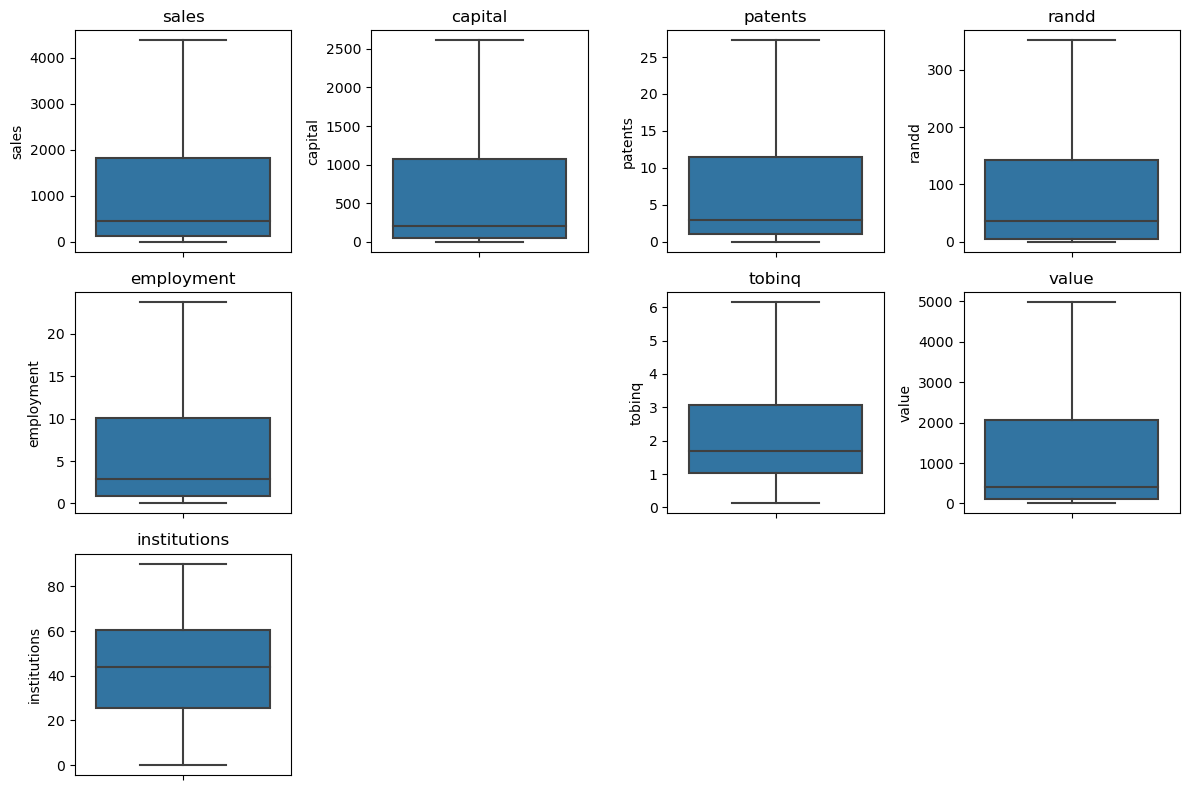 sales
capital
patents
randd
4000
3000
2000
1000
0
sales
2500
2000
1500
1000
500
0
capital
25
20
15
10
5
0
patents
300
200
100
0
randd
employment
tobinq
value
20
15
10
5
0
employment
6
5
4
3
2
1
0
tobinq
5000
4000
3000
2000
1000
0
value
institutions
80
60
40
20
0
institutions